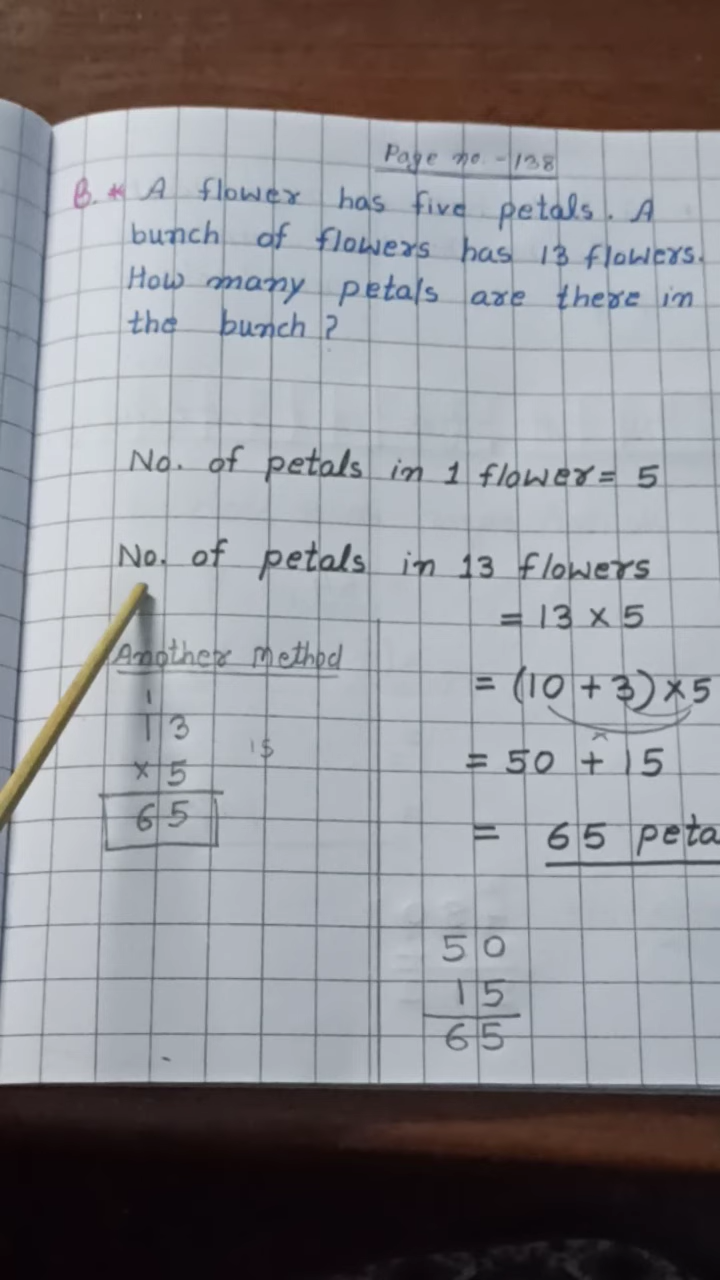 Page no. - 138
B. * A flower has five petals. A
bunch of flowers has 13 flowers.
How many petals are there in
the bunch ?
No. of petals in 1 flower = 5
No. of petals in 13 flowers
= 13 × 5
= (10 + 3) × 5
= 50 + 15
= 65 peta
50
15
65
Another Method
1
13
× 5
15
65